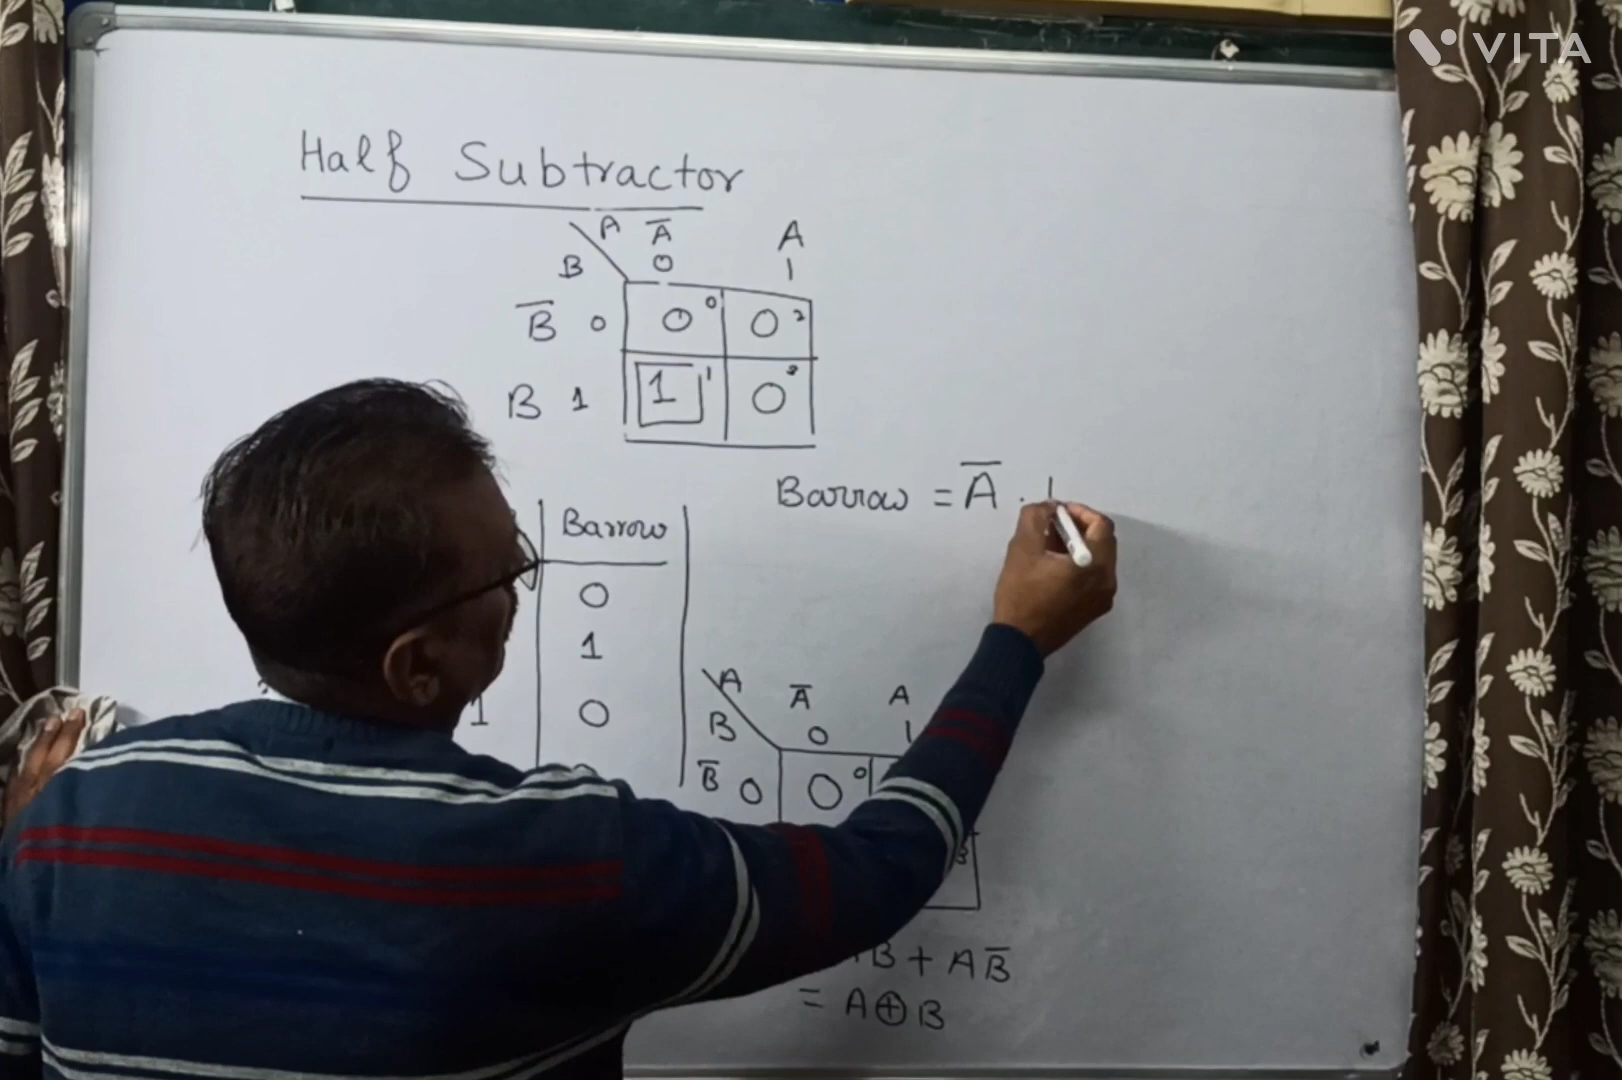 VITA
Half Subtractor
A Ā A
B 0 1
B̄ 0 0 0 0 2
B 1 1 1 0 3
Barrow = Ā .
Barrow
0
1
1 0
A Ā A
B 0 1
B̄ 0 0 0
3
B + AB̄
= A⊕B